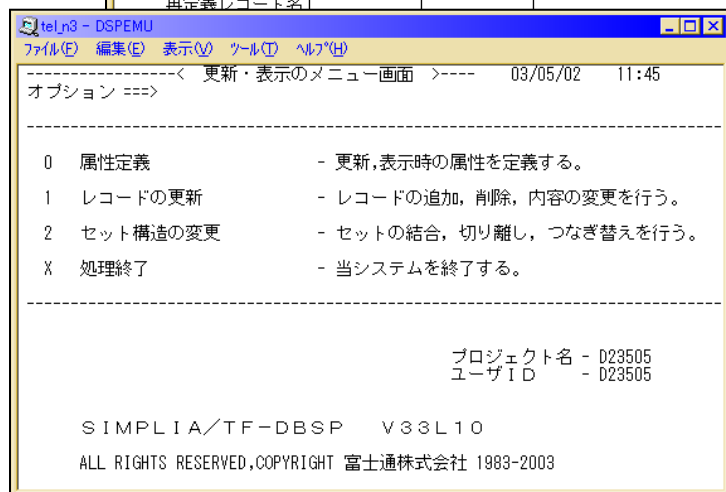 再定義レコード名
tel_n3 - DSPEMU
ファイル(F) 編集(E) 表示(V) ツール(T) ヘルプ(H)
-----------------< 更新・表示のメニュー画面 >---- 03/05/02 11:45
オプション ===>
0 属性定義 - 更新,表示時の属性を定義する。
1 レコードの更新 - レコードの追加, 削除, 内容の変更を行う。
2 セット構造の変更 - セットの結合, 切り離し, つなぎ替えを行う。
X 処理終了 - 当システムを終了する。
プロジェクト名 - D23505
ユーザID - D23505
SIMPLIA/TF-DBSP V33L10
ALL RIGHTS RESERVED,COPYRIGHT 富士通株式会社 1983-2003